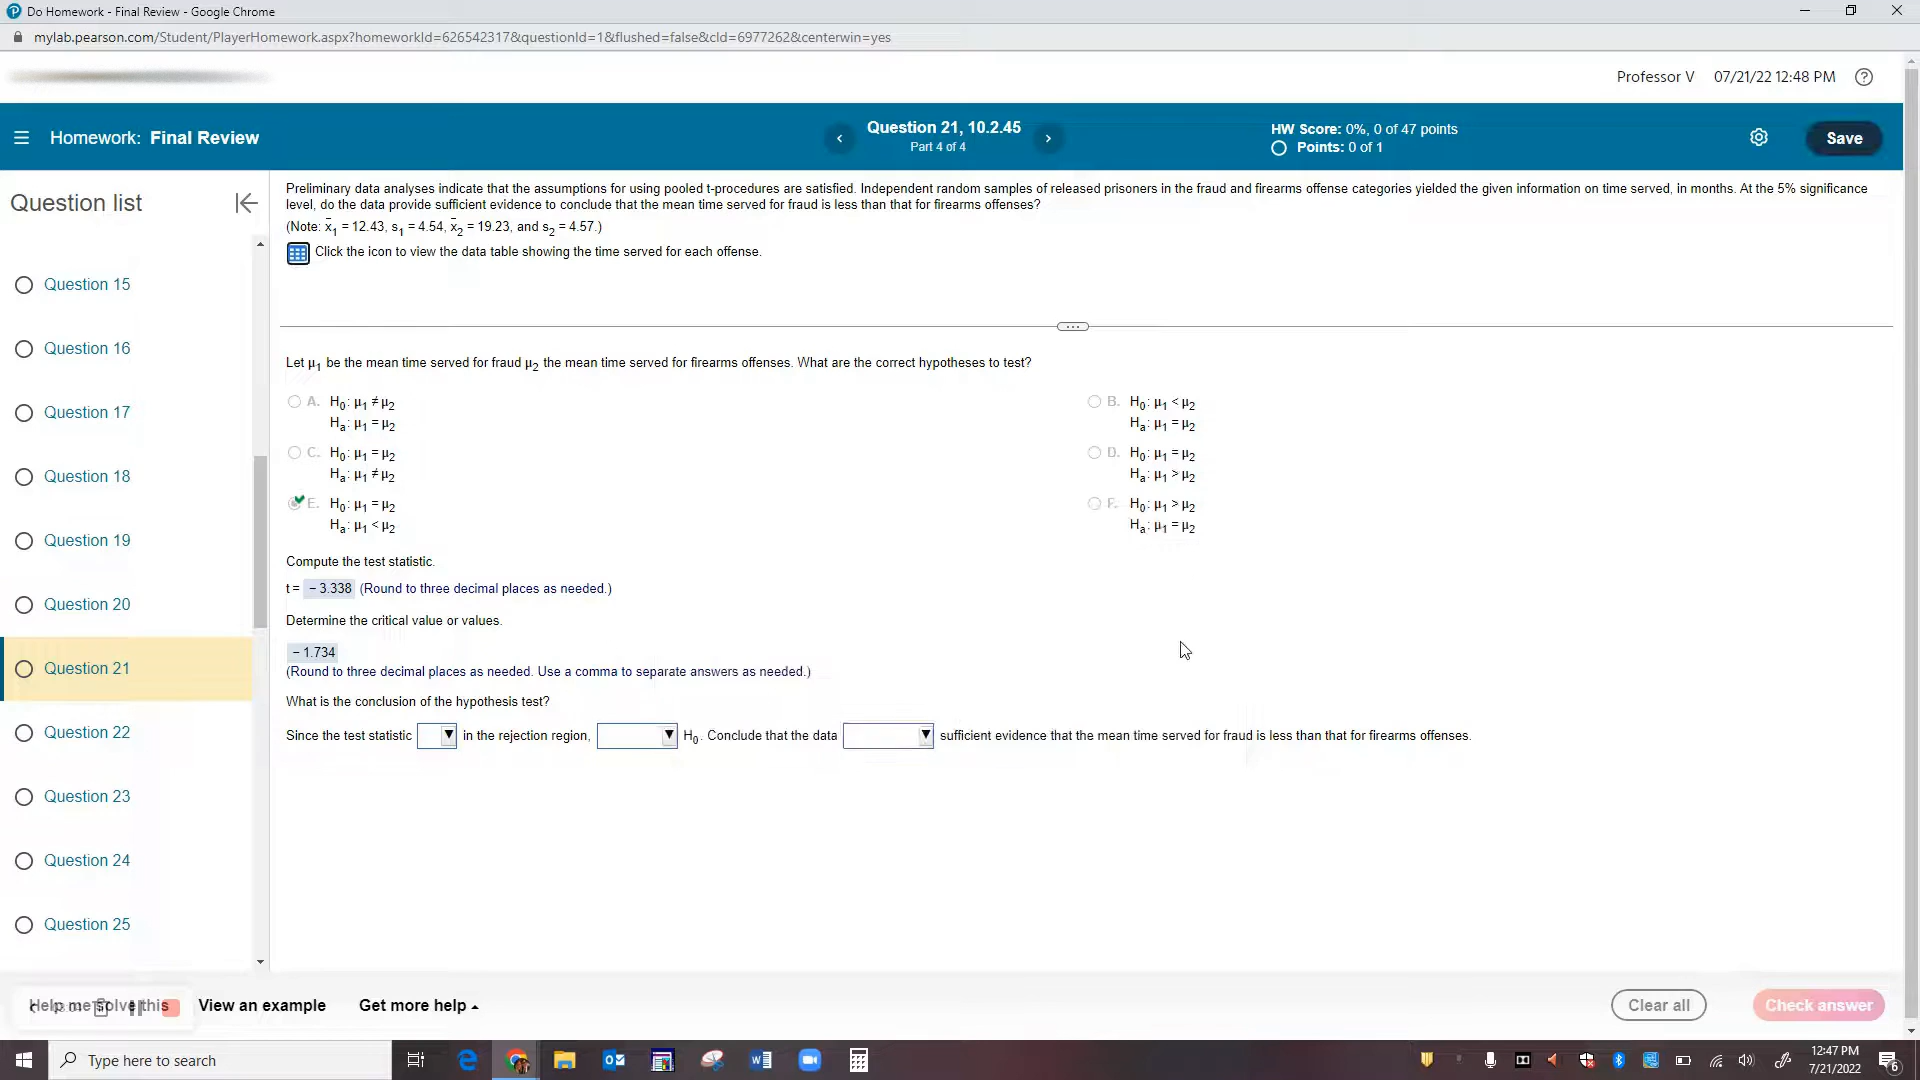 Do Homework - Final Review - Google Chrome
mylab.pearson.com/Student/PlayerHomework.aspx?homeworkId=626542317&questionId=1&flushed=false&cId=6977262&centerwin=yes
Professor V 07/21/22 12:48 PM ?
Homework: Final Review
Question 21, 10.2.45
Part 4 of 4
HW Score: 0%, 0 of 47 points
Points: 0 of 1
Save
Question list
Question 15
Question 16
Question 17
Question 18
Question 19
Question 20
Question 21
Question 22
Question 23
Question 24
Question 25
Preliminary data analyses indicate that the assumptions for using pooled t-procedures are satisfied. Independent random samples of released prisoners in the fraud and firearms offense categories yielded the given information on time served, in months. At the 5% significance
level, do the data provide sufficient evidence to conclude that the mean time served for fraud is less than that for firearms offenses?
(Note: x̄₁ = 12.43, s₁ = 4.54, x̄₂ = 19.23, and s₂ = 4.57.)
Click the icon to view the data table showing the time served for each offense.
Let μ₁ be the mean time served for fraud μ₂ the mean time served for firearms offenses. What are the correct hypotheses to test?
A. H₀: μ₁ ≠ μ₂
Hₐ: μ₁ = μ₂
B. H₀: μ₁ < μ₂
Hₐ: μ₁ = μ₂
C. H₀: μ₁ = μ₂
Hₐ: μ₁ ≠ μ₂
D. H₀: μ₁ = μ₂
Hₐ: μ₁ > μ₂
E. H₀: μ₁ = μ₂
Hₐ: μ₁ < μ₂
F. H₀: μ₁ > μ₂
Hₐ: μ₁ = μ₂
Compute the test statistic.
t = − 3.338 (Round to three decimal places as needed.)
Determine the critical value or values.
− 1.734
(Round to three decimal places as needed. Use a comma to separate answers as needed.)
What is the conclusion of the hypothesis test?
Since the test statistic in the rejection region, H₀. Conclude that the data sufficient evidence that the mean time served for fraud is less than that for firearms offenses.
Help me solve this View an example Get more help
Clear all Check answer
Type here to search
12:47 PM
7/21/2022
6